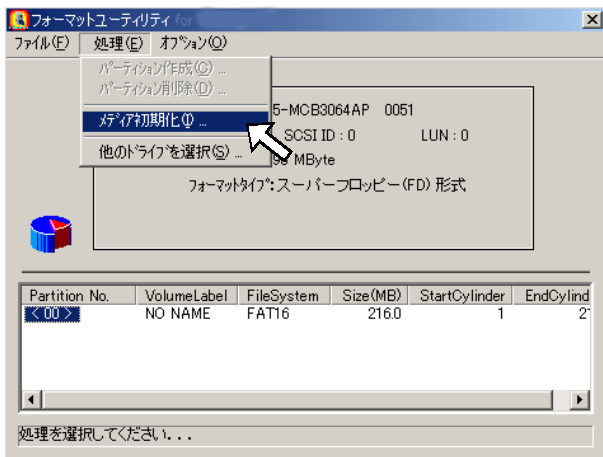 フォーマットユーティリティ for
ファイル(F) 処理(E) オプション(O)
パーティション作成(C) ...
パーティション削除(D) ...
メディア初期化(I) ...
他のドライブを選択(S) ...
5-MCB3064AP 0051
SCSI ID : 0 LUN : 0
MByte
フォーマットタイプ: スーパーフロッピー(FD) 形式
Partition No. VolumeLabel FileSystem Size(MB) StartCylinder EndCylind
< 00 > NO NAME FAT16 216.0 1
処理を選択してください...